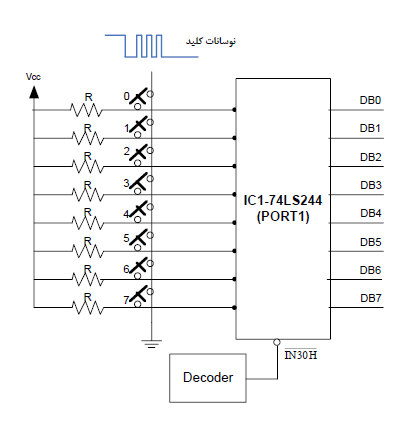 نوسانات کلید
Vcc
R 0
R 1
R 2
R 3
R 4
R 5
R 6
R 7
IC1-74LS244
(PORT1)
DB0
DB1
DB2
DB3
DB4
DB5
DB6
DB7
IN30H
Decoder